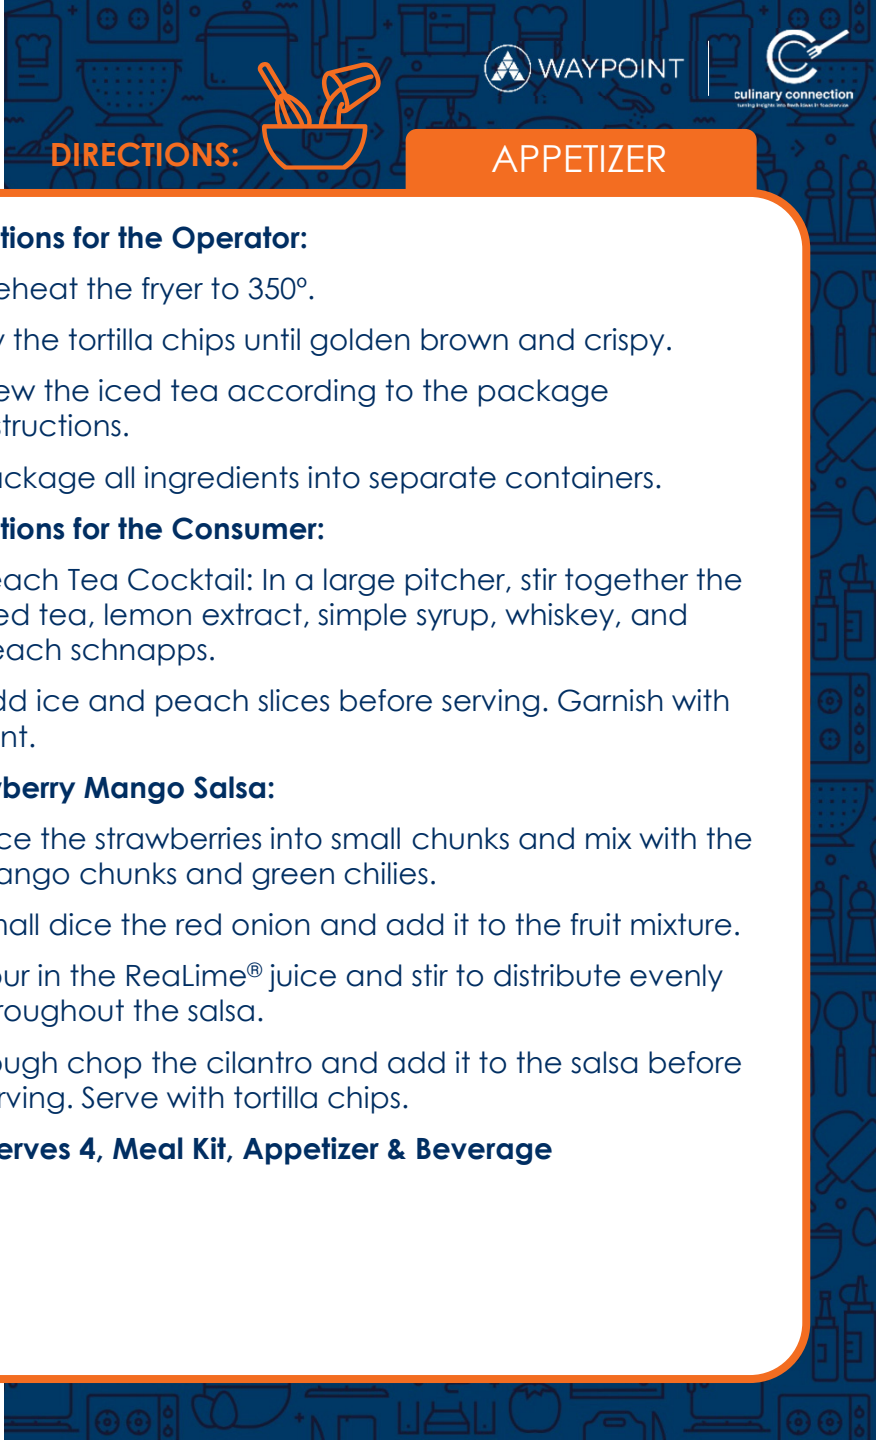 WAYPOINT
culinary connection
DIRECTIONS:
APPETIZER
tions for the Operator:
eheat the fryer to 350º.
the tortilla chips until golden brown and crispy.
ew the iced tea according to the package
structions.
ackage all ingredients into separate containers.
tions for the Consumer:
each Tea Cocktail: In a large pitcher, stir together the
ed tea, lemon extract, simple syrup, whiskey, and
each schnapps.
dd ice and peach slices before serving. Garnish with
nt.
berry Mango Salsa:
ce the strawberries into small chunks and mix with the
ango chunks and green chilies.
mall dice the red onion and add it to the fruit mixture.
our in the ReaLime® juice and stir to distribute evenly
roughout the salsa.
ough chop the cilantro and add it to the salsa before
rving. Serve with tortilla chips.
erves 4, Meal Kit, Appetizer & Beverage